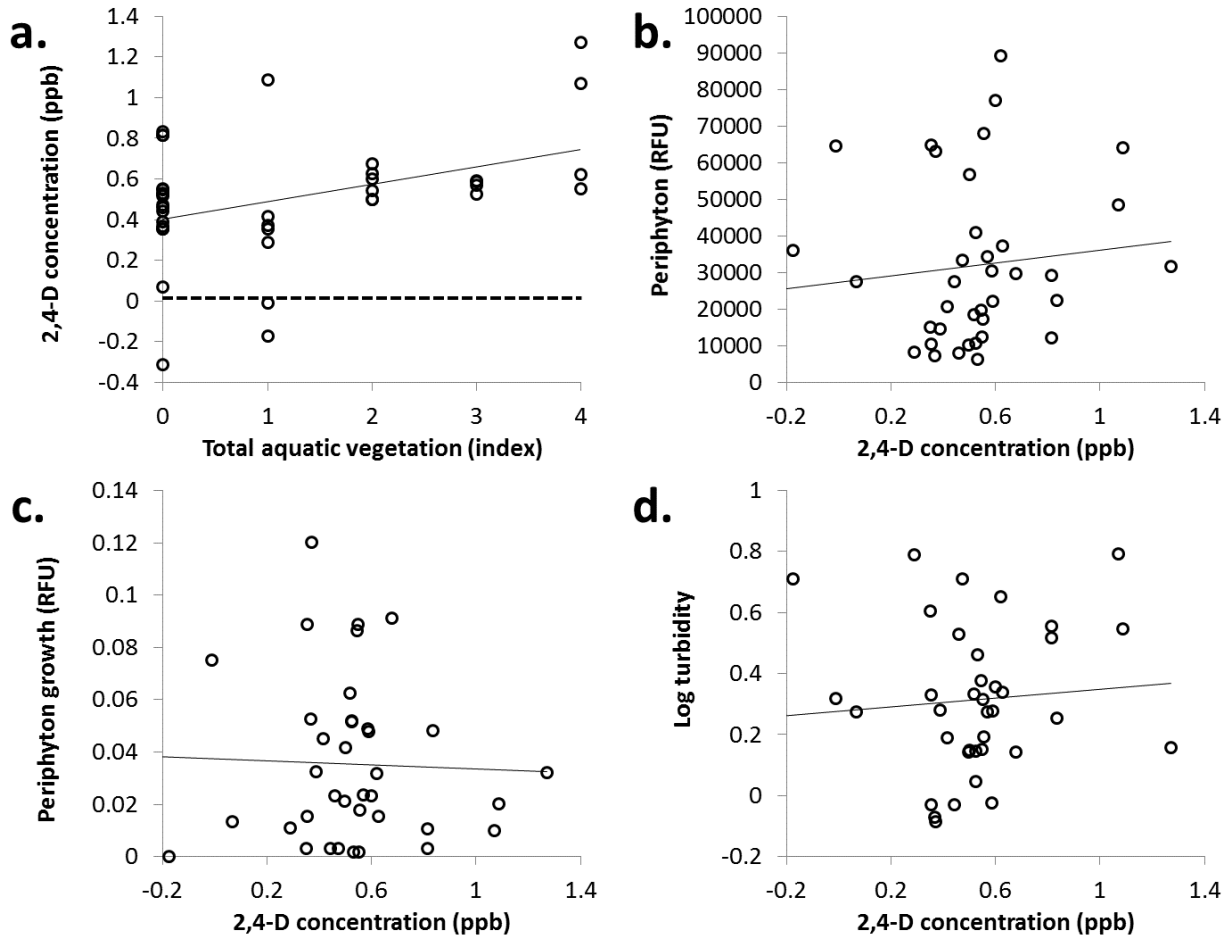 a.
2,4-D concentration (ppb)
1.4
1.2
1
0.8
0.6
0.4
0.2
0
-0.2
-0.4
0 1 2 3 4
Total aquatic vegetation (index)
b.
Periphyton (RFU)
100000
90000
80000
70000
60000
50000
40000
30000
20000
10000
0
-0.2 0.2 0.6 1 1.4
2,4-D concentration (ppb)
c.
Periphyton growth (RFU)
0.14
0.12
0.1
0.08
0.06
0.04
0.02
0
-0.2 0.2 0.6 1 1.4
2,4-D concentration (ppb)
d.
Log turbidity
1
0.8
0.6
0.4
0.2
0
-0.2
-0.2 0.2 0.6 1 1.4
2,4-D concentration (ppb)